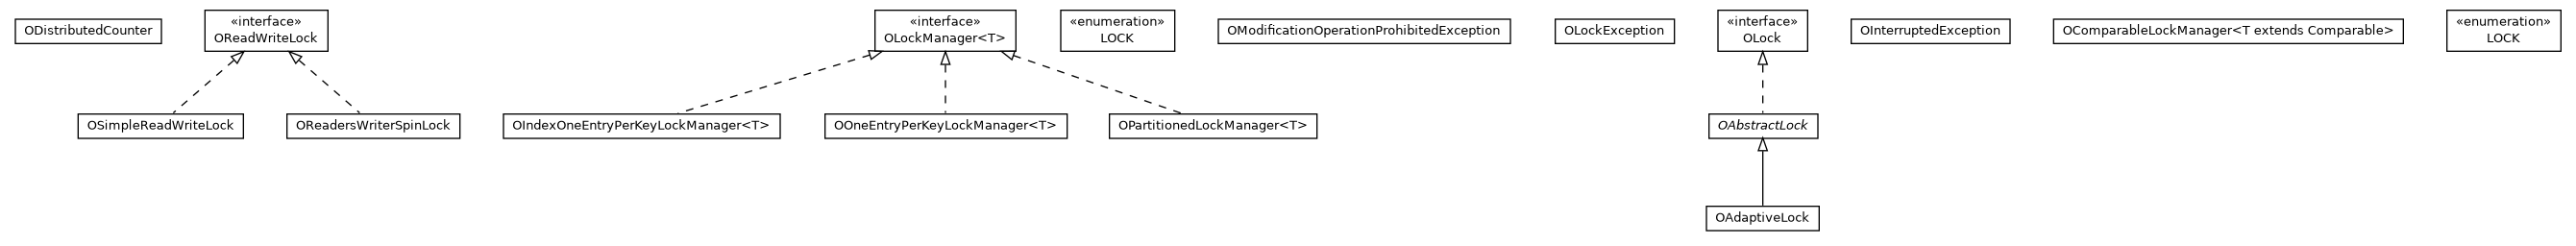 ODistributedCounter
«interface»
OReadWriteLock
«interface»
OLockManager<T>
«enumeration»
LOCK
OModificationOperationProhibitedException
OLockException
«interface»
OLock
OInterruptedException
OComparableLockManager<T extends Comparable>
«enumeration»
LOCK
OSimpleReadWriteLock
OReadersWriterSpinLock
OIndexOneEntryPerKeyLockManager<T>
OOneEntryPerKeyLockManager<T>
OPartitionedLockManager<T>
OAbstractLock
OAdaptiveLock